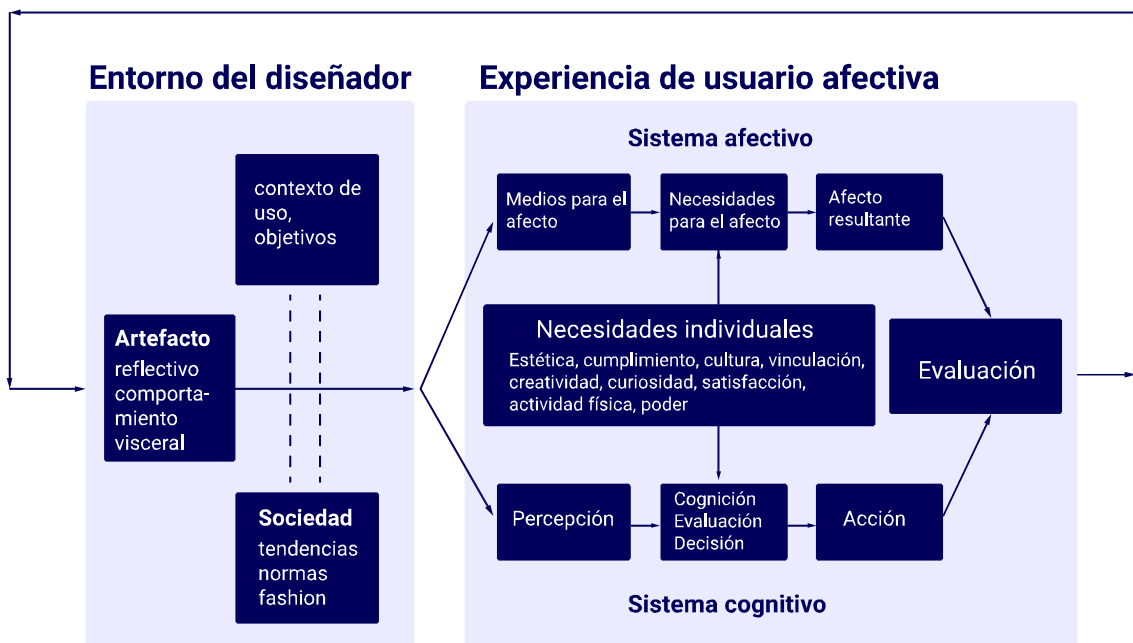 Entorno del diseñador
contexto de
uso,
objetivos
Artefacto
reflectivo
comporta-
miento
visceral
Sociedad
tendencias
normas
fashion
Experiencia de usuario afectiva
Sistema afectivo
Medios para el
afecto
Necesidades
para el afecto
Afecto
resultante
Necesidades individuales
Estética, cumplimiento, cultura, vinculación,
creatividad, curiosidad, satisfacción,
actividad física, poder
Evaluación
Percepción
Cognición
Evaluación
Decisión
Acción
Sistema cognitivo